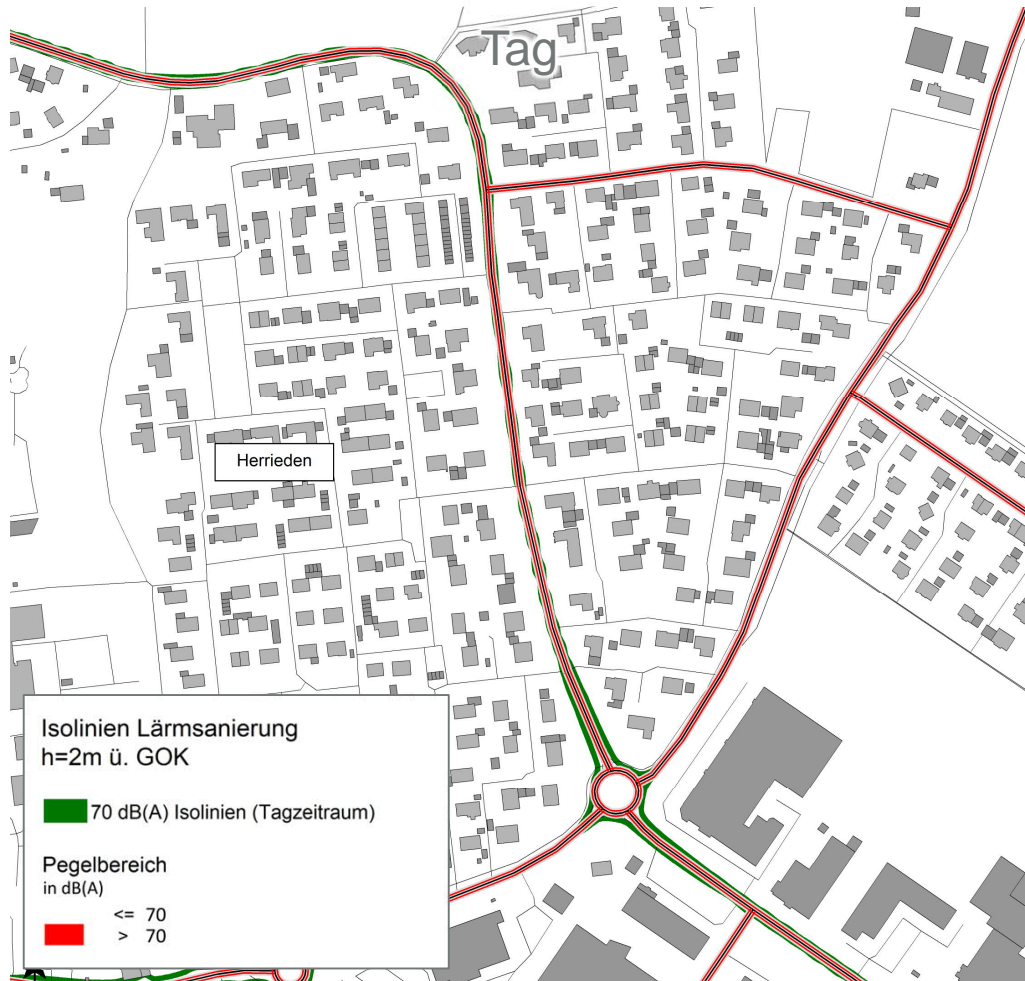 Tag
Herrieden
Isolinien Lärmsanierung
h=2m ü. GOK
70 dB(A) Isolinien (Tagzeitraum)
Pegelbereich
in dB(A)
<= 70
> 70